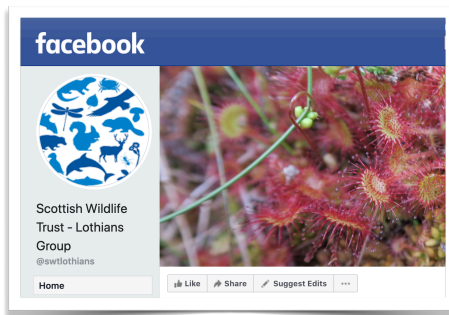 facebook
Scottish Wildlife
Trust - Lothians
Group
@swtlothians
Home
Like Share Suggest Edits ...